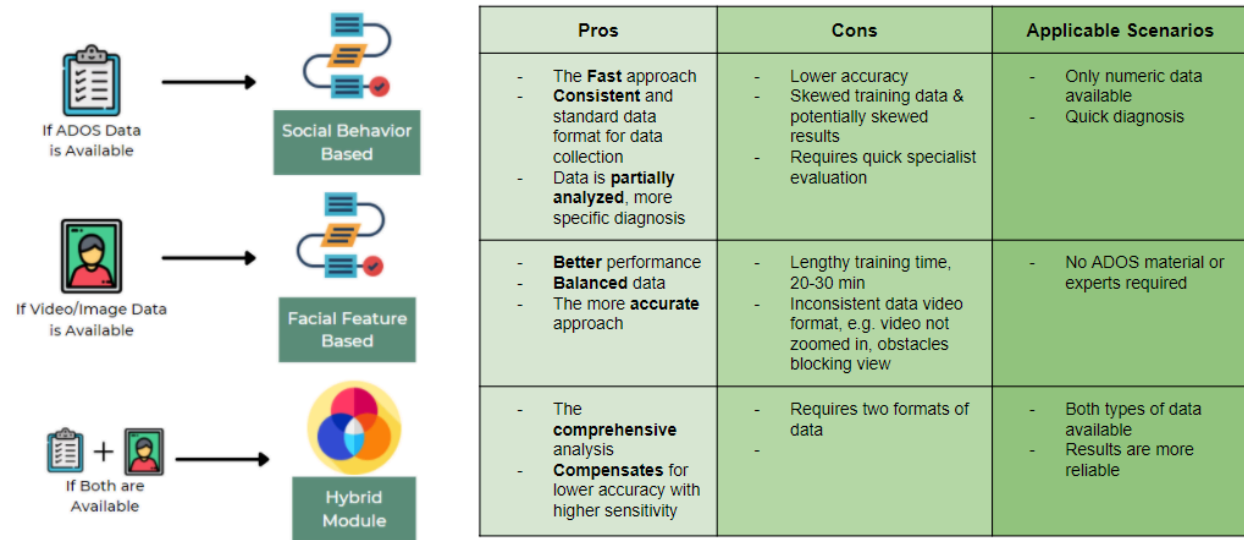 If ADOS Data
is Available
Social Behavior
Based
If Video/Image Data
is Available
Facial Feature
Based
+
If Both are
Available
Hybrid
Module
Pros
Cons
Applicable Scenarios
- The Fast approach
- Consistent and
standard data
format for data
collection
- Data is partially
analyzed, more
specific diagnosis
- Lower accuracy
- Skewed training data &
potentially skewed
results
- Requires quick specialist
evaluation
- Only numeric data
available
- Quick diagnosis
- Better performance
- Balanced data
- The more accurate
approach
- Lengthy training time,
20-30 min
- Inconsistent data video
format, e.g. video not
zoomed in, obstacles
blocking view
- No ADOS material or
experts required
- The
comprehensive
analysis
- Compensates for
lower accuracy with
higher sensitivity
- Requires two formats of
data
-
- Both types of data
available
- Results are more
reliable